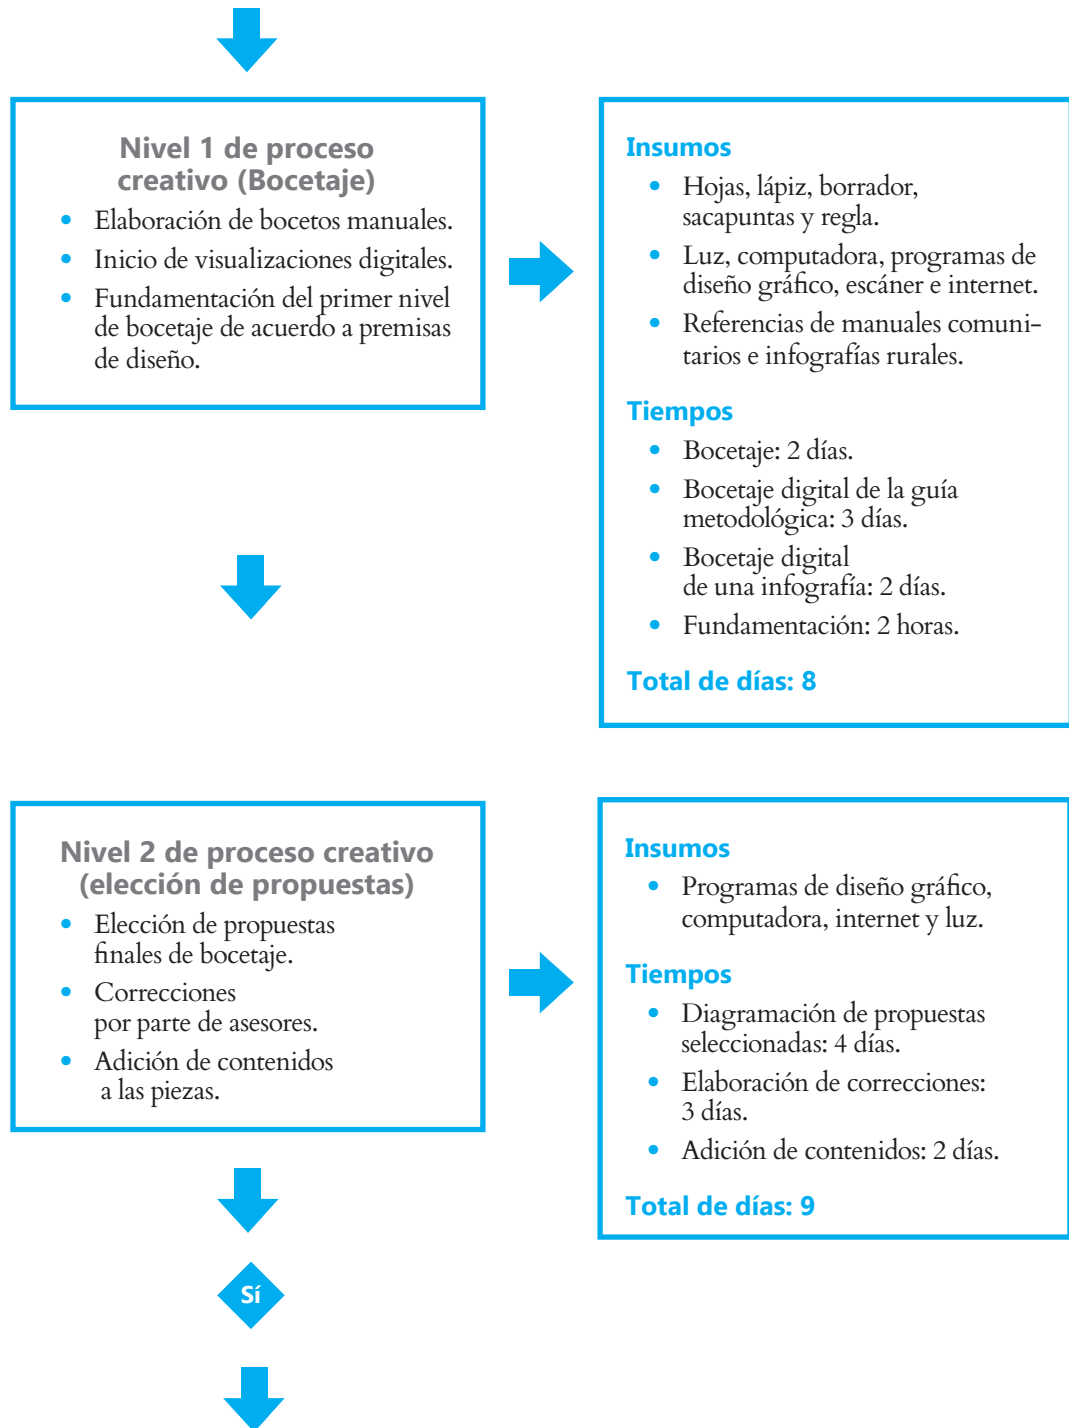 Nivel 1 de proceso
creativo (Bocetaje)
• Elaboración de bocetos manuales.
• Inicio de visualizaciones digitales.
• Fundamentación del primer nivel
de bocetaje de acuerdo a premisas
de diseño.
Insumos
• Hojas, lápiz, borrador,
sacapuntas y regla.
• Luz, computadora, programas de
diseño gráfico, escáner e internet.
• Referencias de manuales comuni-
tarios e infografías rurales.
Tiempos
• Bocetaje: 2 días.
• Bocetaje digital de la guía
metodológica: 3 días.
• Bocetaje digital
de una infografía: 2 días.
• Fundamentación: 2 horas.
Total de días: 8
Nivel 2 de proceso creativo
(elección de propuestas)
• Elección de propuestas
finales de bocetaje.
• Correcciones
por parte de asesores.
• Adición de contenidos
a las piezas.
Insumos
• Programas de diseño gráfico,
computadora, internet y luz.
Tiempos
• Diagramación de propuestas
seleccionadas: 4 días.
• Elaboración de correcciones:
3 días.
• Adición de contenidos: 2 días.
Total de días: 9
Sí